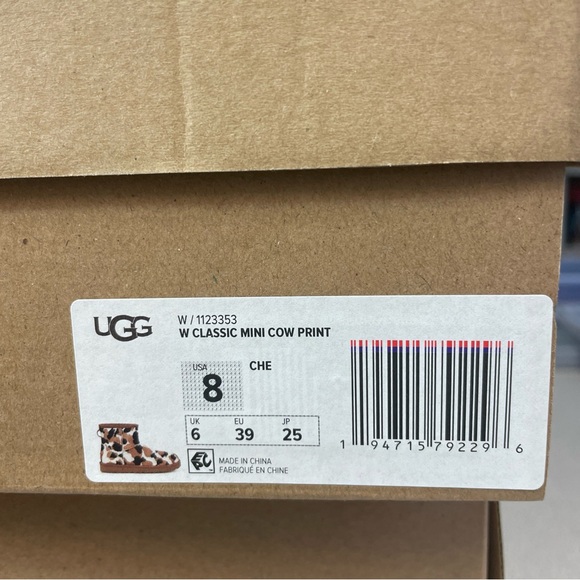 UGG
W / 1123353
W CLASSIC MINI COW PRINT
USA
8
CHE
UK EU JP
6 39 25
MADE IN CHINA
FABRIQUÉ EN CHINE
1 94715 79229 6